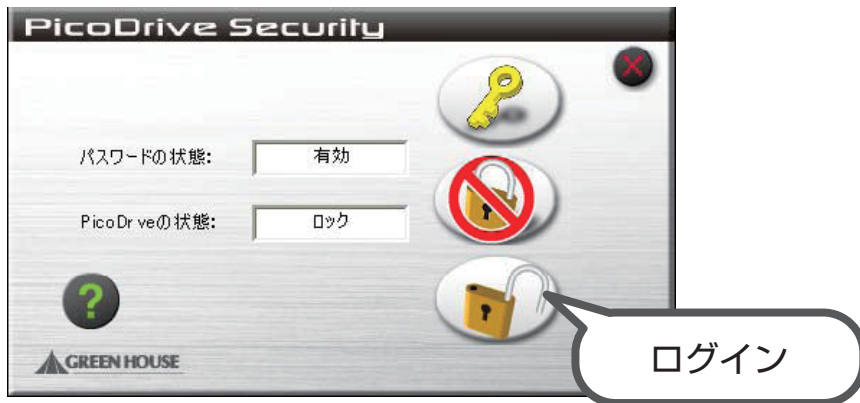 PicoDrive Security
パスワードの状態:
有効
PicoDr veの状態:
ロック
?
GREEN HOUSE
ログイン